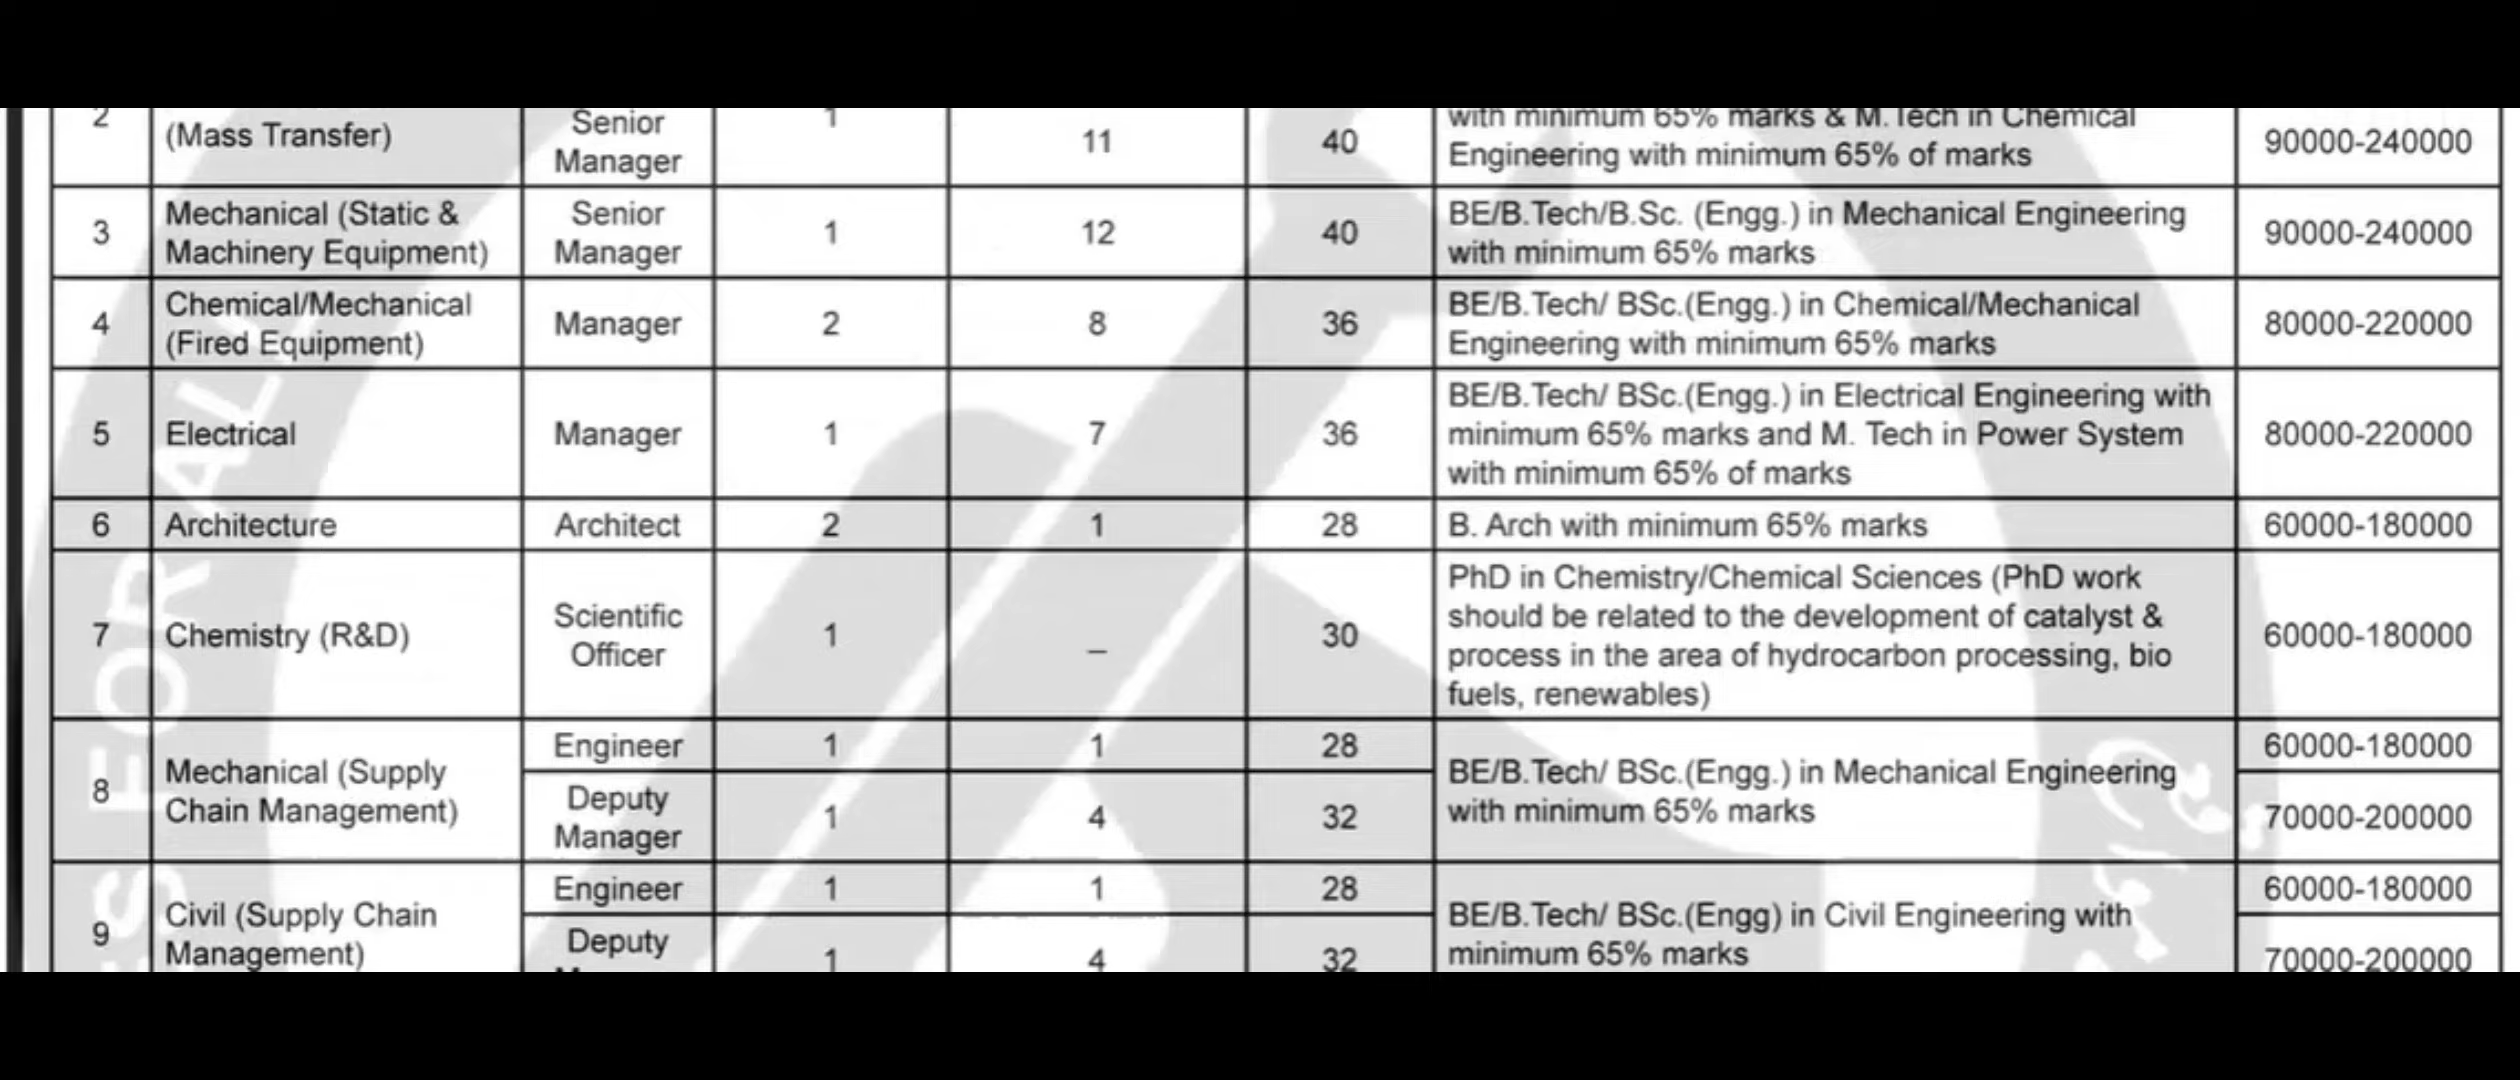 2
(Mass Transfer)
Senior
Manager
1
11
40
with minimum 65% marks & M.Tech in Chemical
Engineering with minimum 65% of marks
90000-240000
3
Mechanical (Static &
Machinery Equipment)
Senior
Manager
1
12
40
BE/B.Tech/B.Sc. (Engg.) in Mechanical Engineering
with minimum 65% marks
90000-240000
4
Chemical/Mechanical
(Fired Equipment)
Manager
2
8
36
BE/B.Tech/ BSc.(Engg.) in Chemical/Mechanical
Engineering with minimum 65% marks
80000-220000
5
Electrical
Manager
1
7
36
BE/B.Tech/ BSc.(Engg.) in Electrical Engineering with
minimum 65% marks and M. Tech in Power System
with minimum 65% of marks
80000-220000
6
Architecture
Architect
2
1
28
B. Arch with minimum 65% marks
60000-180000
7
Chemistry (R&D)
Scientific
Officer
1
–
30
PhD in Chemistry/Chemical Sciences (PhD work
should be related to the development of catalyst &
process in the area of hydrocarbon processing, bio
fuels, renewables)
60000-180000
8
Mechanical (Supply
Chain Management)
Engineer
1
1
28
BE/B.Tech/ BSc.(Engg.) in Mechanical Engineering
with minimum 65% marks
60000-180000
Deputy
Manager
1
4
32
70000-200000
9
Civil (Supply Chain
Management)
Engineer
1
1
28
BE/B.Tech/ BSc.(Engg) in Civil Engineering with
minimum 65% marks
60000-180000
Deputy
1
4
32
70000-200000
FOR ALL